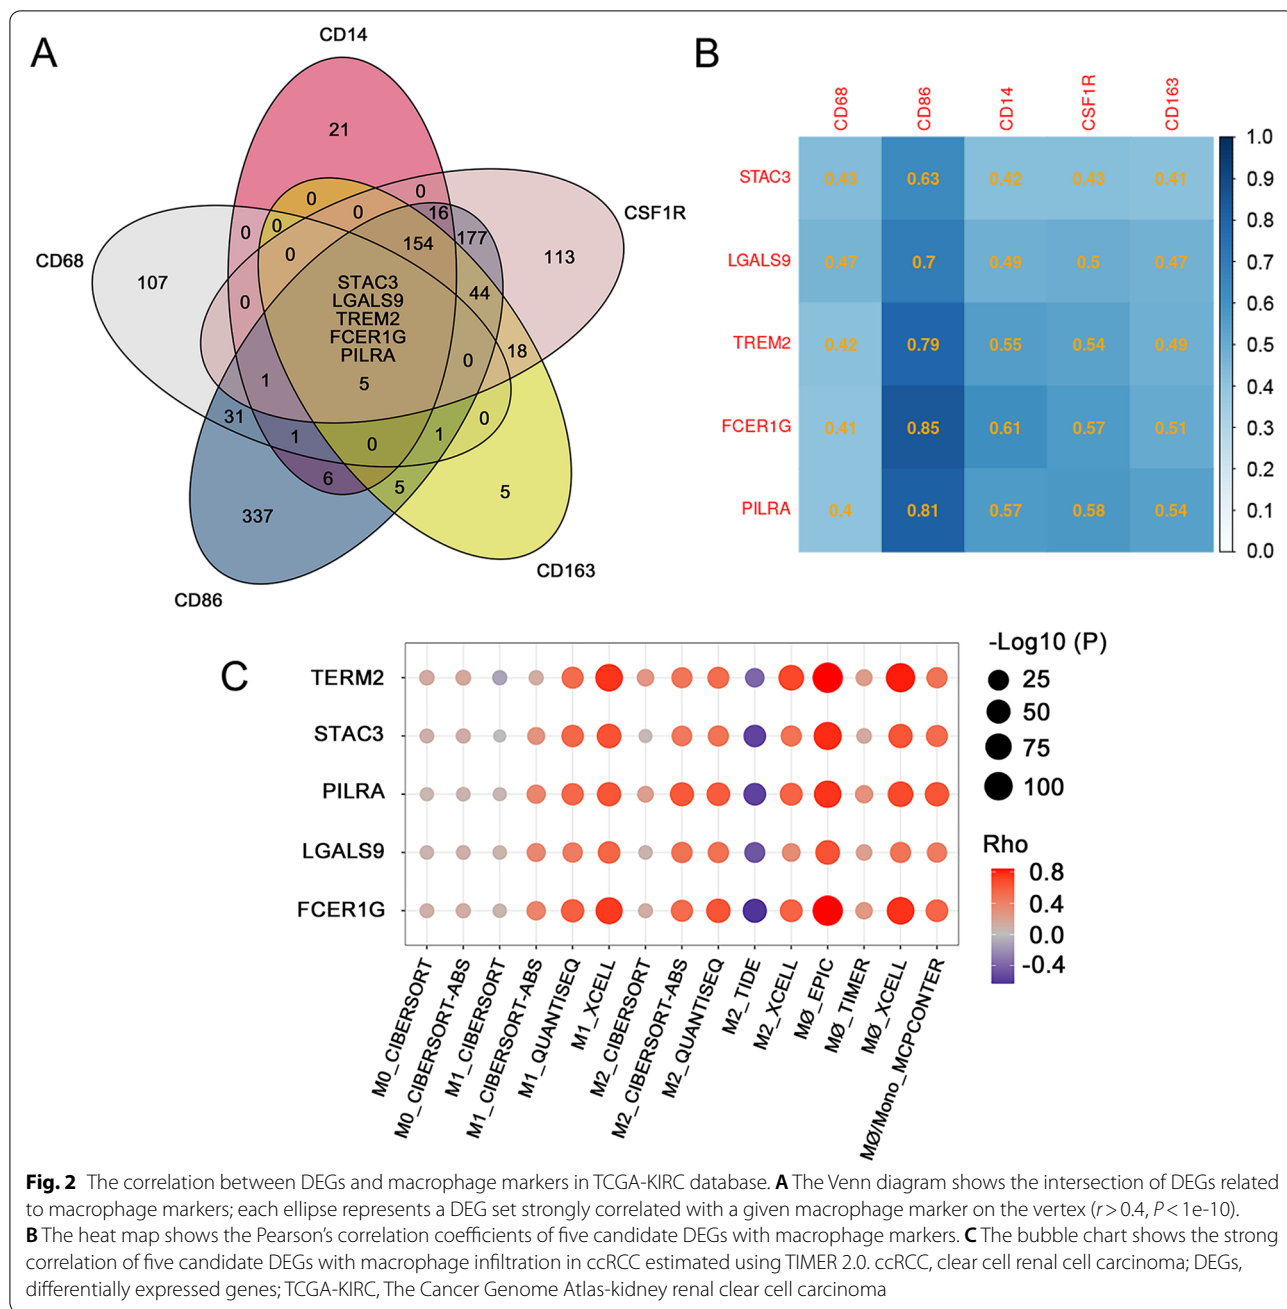 A
CD14
21
CSF1R
CD68
107
113
0
0
0
16
0
0
0
154
177
44
STAC3
LGALS9
TREM2
FCER1G
PILRA
5
0
0
18
1
31
1
0
1
0
6
5
5
337
CD163
CD86
B
CD68 CD86 CD14 CSF1R CD163
STAC3 0.43 0.63 0.42 0.43 0.41
LGALS9 0.47 0.7 0.49 0.5 0.47
TREM2 0.42 0.79 0.55 0.54 0.49
FCER1G 0.41 0.85 0.61 0.57 0.51
PILRA 0.4 0.81 0.57 0.58 0.54
1.0
0.9
0.8
0.7
0.6
0.5
0.4
0.3
0.2
0.1
0.0
C
TERM2
STAC3
PILRA
LGALS9
FCER1G
M0_CIBERSORT
M0_CIBERSORT-ABS
M1_CIBERSORT
M1_CIBERSORT-ABS
M1_QUANTISEQ
M1_XCELL
M2_CIBERSORT
M2_CIBERSORT-ABS
M2_QUANTISEQ
M2_TIDE
M2_XCELL
MØ_EPIC
MØ_TIMER
MØ_XCELL
MØ/Mono_MCPCONTER
-Log10 (P)
25
50
75
100
Rho
0.8
0.4
0.0
-0.4
Fig. 2 The correlation between DEGs and macrophage markers in TCGA-KIRC database. A The Venn diagram shows the intersection of DEGs related
to macrophage markers; each ellipse represents a DEG set strongly correlated with a given macrophage marker on the vertex (r > 0.4, P < 1e-10).
B The heat map shows the Pearson's correlation coefficients of five candidate DEGs with macrophage markers. C The bubble chart shows the strong
correlation of five candidate DEGs with macrophage infiltration in ccRCC estimated using TIMER 2.0. ccRCC, clear cell renal cell carcinoma; DEGs,
differentially expressed genes; TCGA-KIRC, The Cancer Genome Atlas-kidney renal clear cell carcinoma